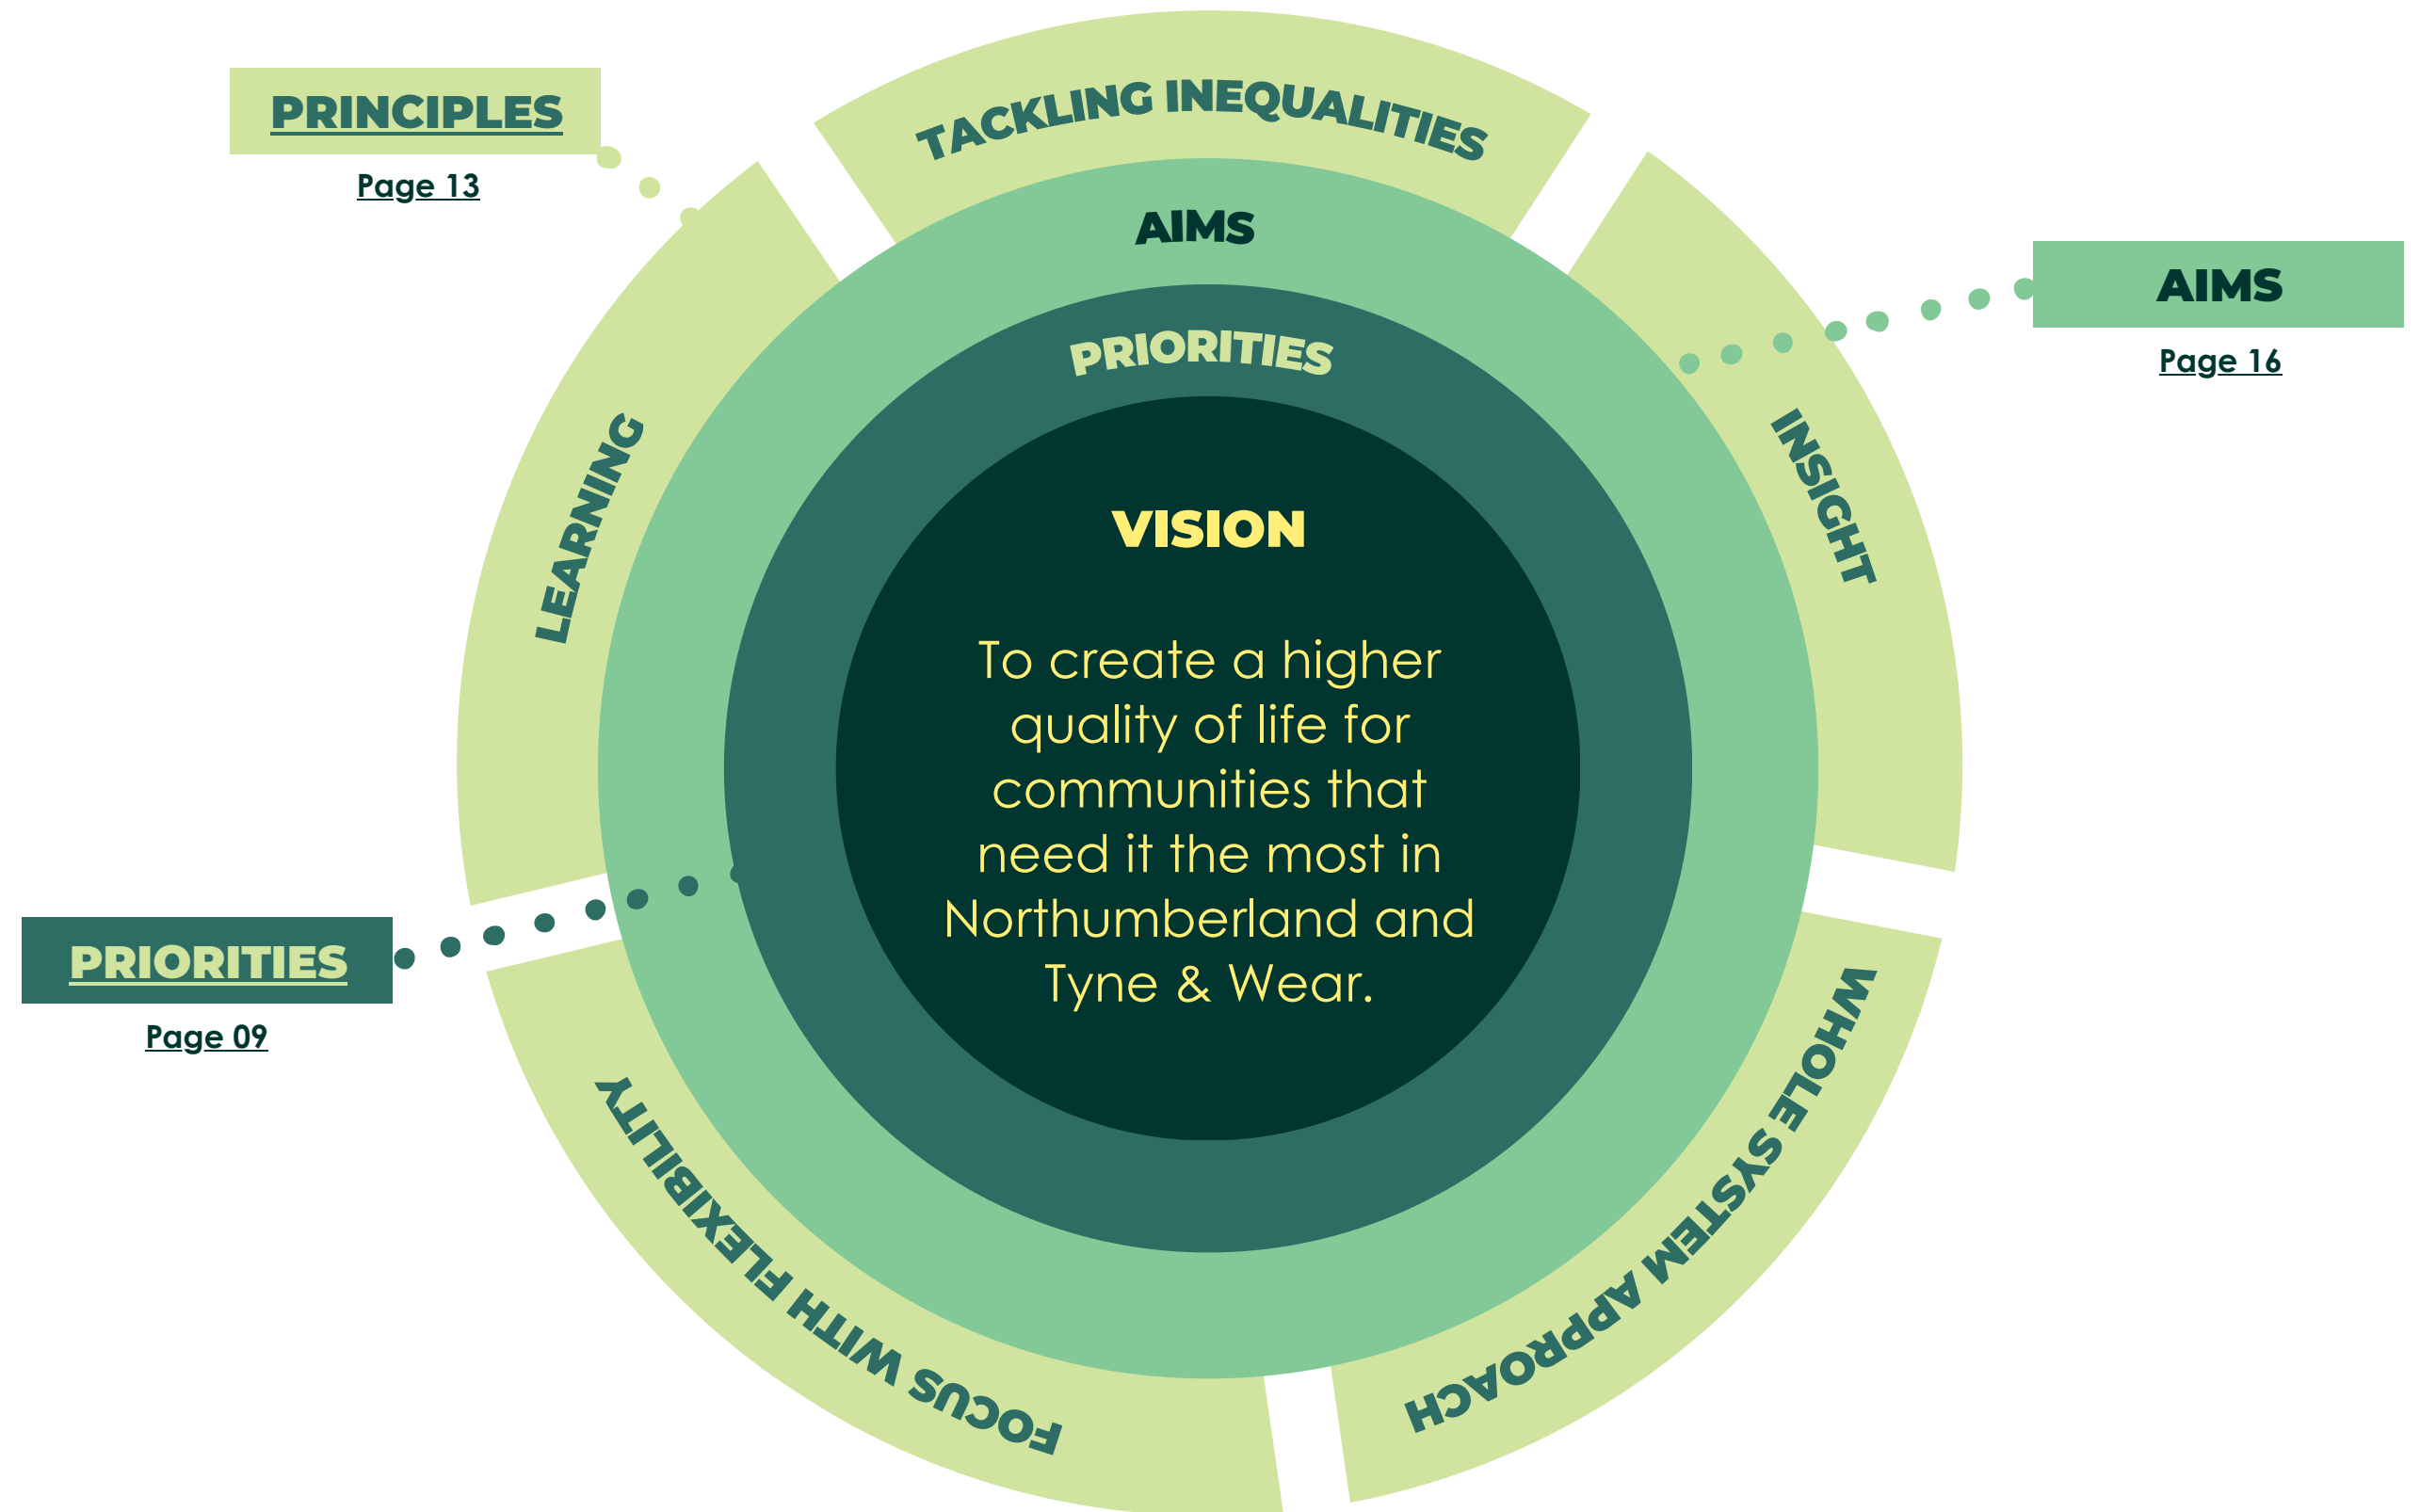 PRINCIPLES
Page 13
TACKLING INEQUALITIES
AIMS
PRIORITIES
AIMS
Page 16
LEARNING
INSIGHT
VISION
To create a higher
quality of life for
communities that
need it the most in
Northumberland and
Tyne & Wear.
PRIORITIES
Page 09
WHOLE SYSTEM APPROACH
FOCUS WITH FLEXIBILITY